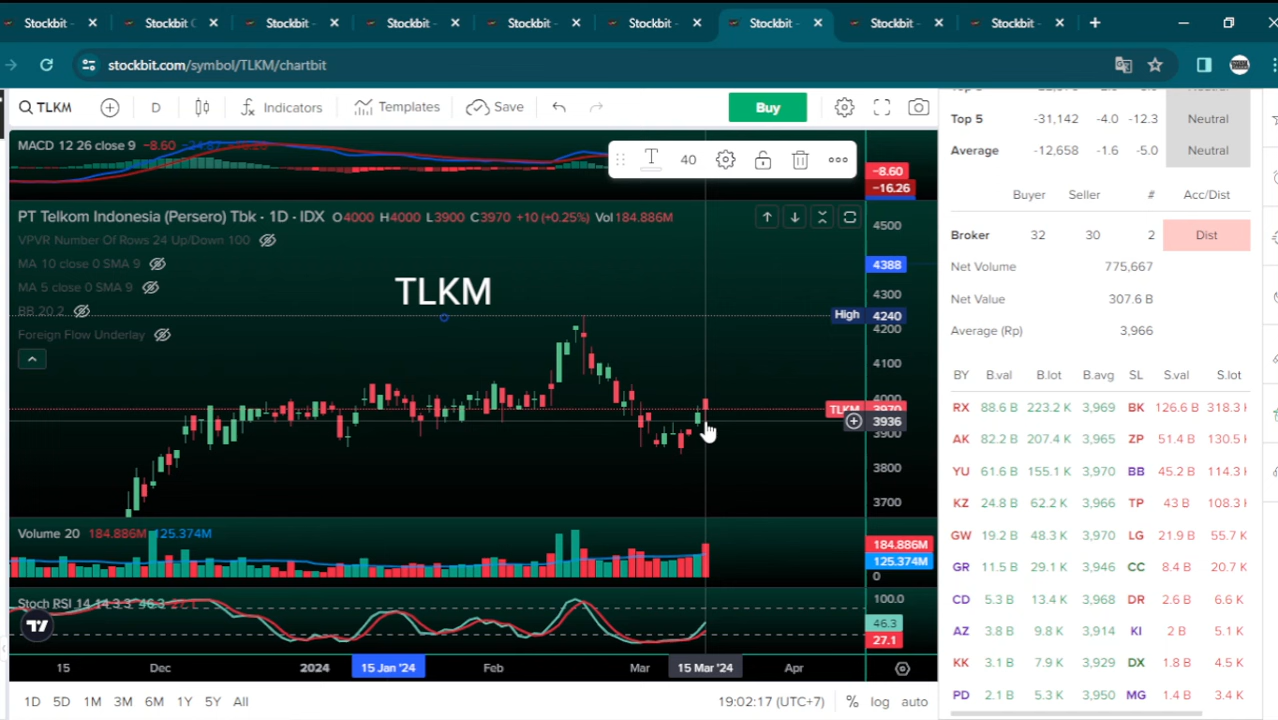 Stockbit - Stockbit C Stockbit - Stockbit - Stockbit - Stockbit - Stockbit - Stockbit - Stockbit -
stockbit.com/symbol/TLKM/chartbit
TLKM D Indicators Templates Save Buy
MACD 12 26 close 9 −8.60
40
−8.60
−16.26
PT Telkom Indonesia (Persero) Tbk · 1D · IDX O4000 H4000 L3900 C3970 +10 (+0.25%) Vol184.886M
VPVR Number Of Rows 24 Up/Down 100
MA 10 close 0 SMA 9
MA 5 close 0 SMA 9
BB 20 2
Foreign Flow Underlay
TLKM
4500
4388
4300
High 4240
4200
4100
4000
TLKM 3970
3936
3900
3800
3700
Volume 20 184.886M 125.374M
184.886M
125.374M
0
Stoch RSI 14 14 3 3 46.3 27.1
100.0
46.3
27.1
15 Dec 2024 15 Jan '24 Feb Mar 15 Mar '24 Apr
1D 5D 1M 3M 6M 1Y 5Y All 19:02:17 (UTC+7) % log auto
Top 5 -31,142 -4.0 -12.3 Neutral
Average -12,658 -1.6 -5.0 Neutral
Buyer Seller # Acc/Dist
Broker 32 30 2 Dist
Net Volume 775,667
Net Value 307.6 B
Average (Rp) 3,966
BY B.val B.lot B.avg SL S.val S.lot
RX 88.6 B 223.2 K 3,969 BK 126.6 B 318.3
AK 82.2 B 207.4 K 3,965 ZP 51.4 B 130.5
YU 61.6 B 155.1 K 3,970 BB 45.2 B 114.3
KZ 24.8 B 62.2 K 3,966 TP 43 B 108.3
GW 19.2 B 48.3 K 3,970 LG 21.9 B 55.7 K
GR 11.5 B 29.1 K 3,946 CC 8.4 B 20.7 K
CD 5.3 B 13.4 K 3,968 DR 2.6 B 6.6 K
AZ 3.8 B 9.8 K 3,914 KI 2 B 5.1 K
KK 3.1 B 7.9 K 3,929 DX 1.8 B 4.5 K
PD 2.1 B 5.3 K 3,950 MG 1.4 B 3.4 K